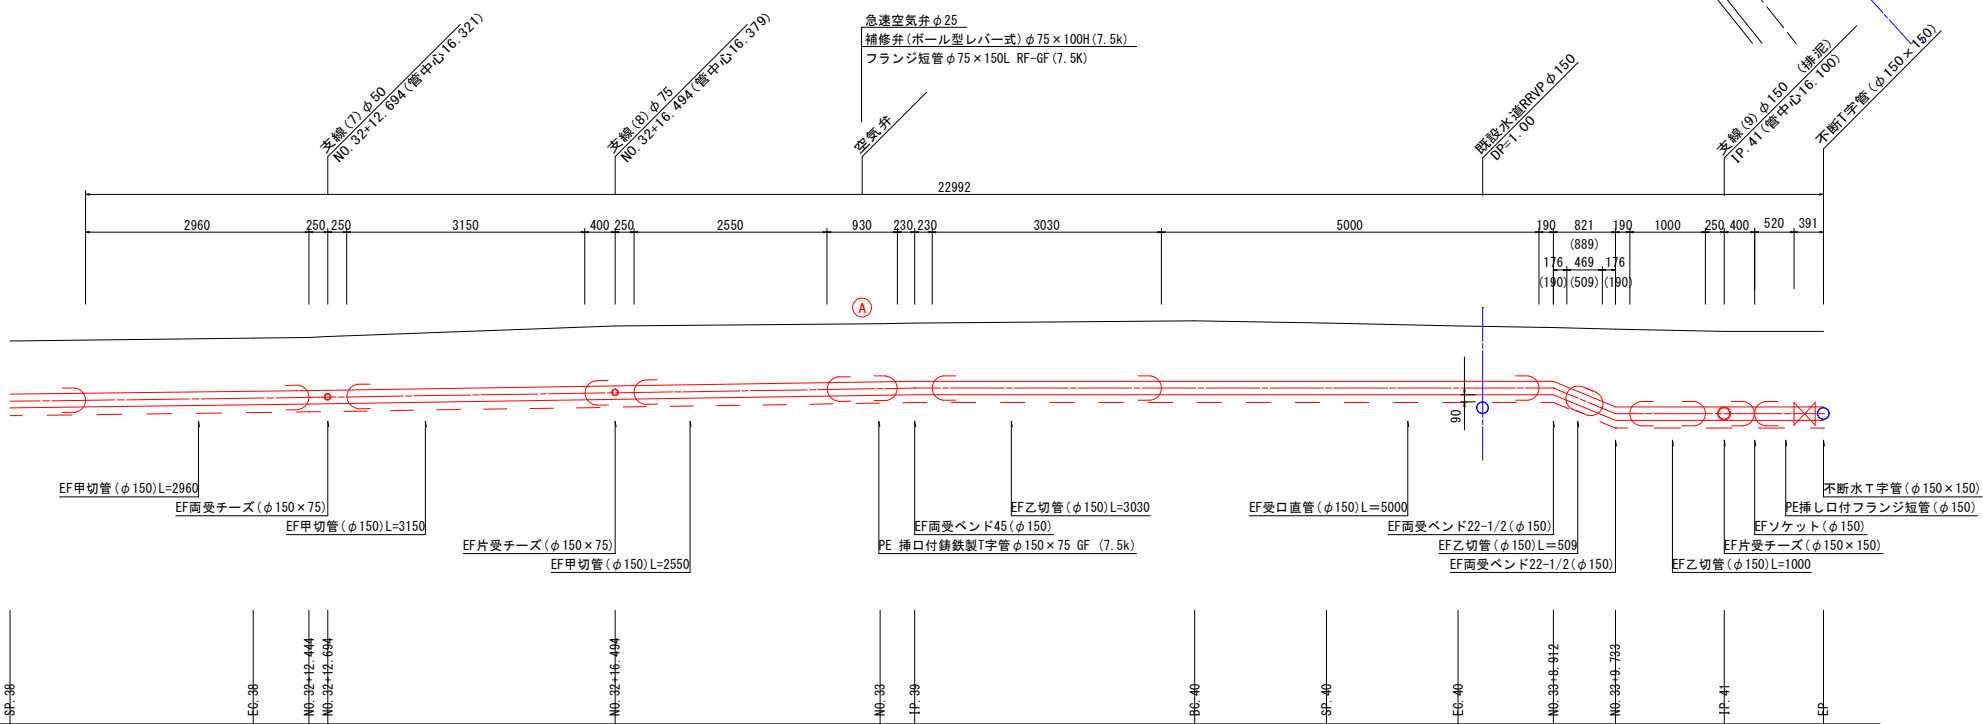 急速空気弁φ25
補修弁(ボール型レバー式)φ75×100H(7.5k)
フランジ短管φ75×150L RF-GF(7.5K)
支線(7)φ50
NO.32+12.694(管中心16.321)
支線(8)φ75
NO.32+16.494(管中心16.379)
空気弁
既設水道RRVPφ150
DP=1.00
支線(9)φ150 (排泥)
IP.41(管中心16.100)
不断T字管(φ150×150)
22992
2960 250 250 3150 400 250 2550 930 230 230 3030 5000 190 821 190 1000 250 400 520 391
(889)
176 469 176
(190) (509) (190)
A
90
EF甲切管(φ150)L=2960
EF両受チーズ(φ150×75)
EF甲切管(φ150)L=3150
EF片受チーズ(φ150×75)
EF甲切管(φ150)L=2550
EF乙切管(φ150)L=3030
EF両受ベンド45(φ150)
PE 挿口付鋳鉄製T字管φ150×75 GF (7.5k)
EF受口直管(φ150)L=5000
EF両受ベンド22-1/2(φ150)
EF乙切管(φ150)L=509
EF両受ベンド22-1/2(φ150)
不断水T字管(φ150×150)
PE挿し口付フランジ短管(φ150)
EFソケット(φ150)
EF片受チーズ(φ150×150)
EF乙切管(φ150)L=1000
SP.38
EC.38
NO.32+12.444
NO.32+12.694
NO.32+16.494
NO.33
IP.39
BC.40
SP.40
EC.40
NO.33+8.912
NO.33+9.733
IP.41
EP